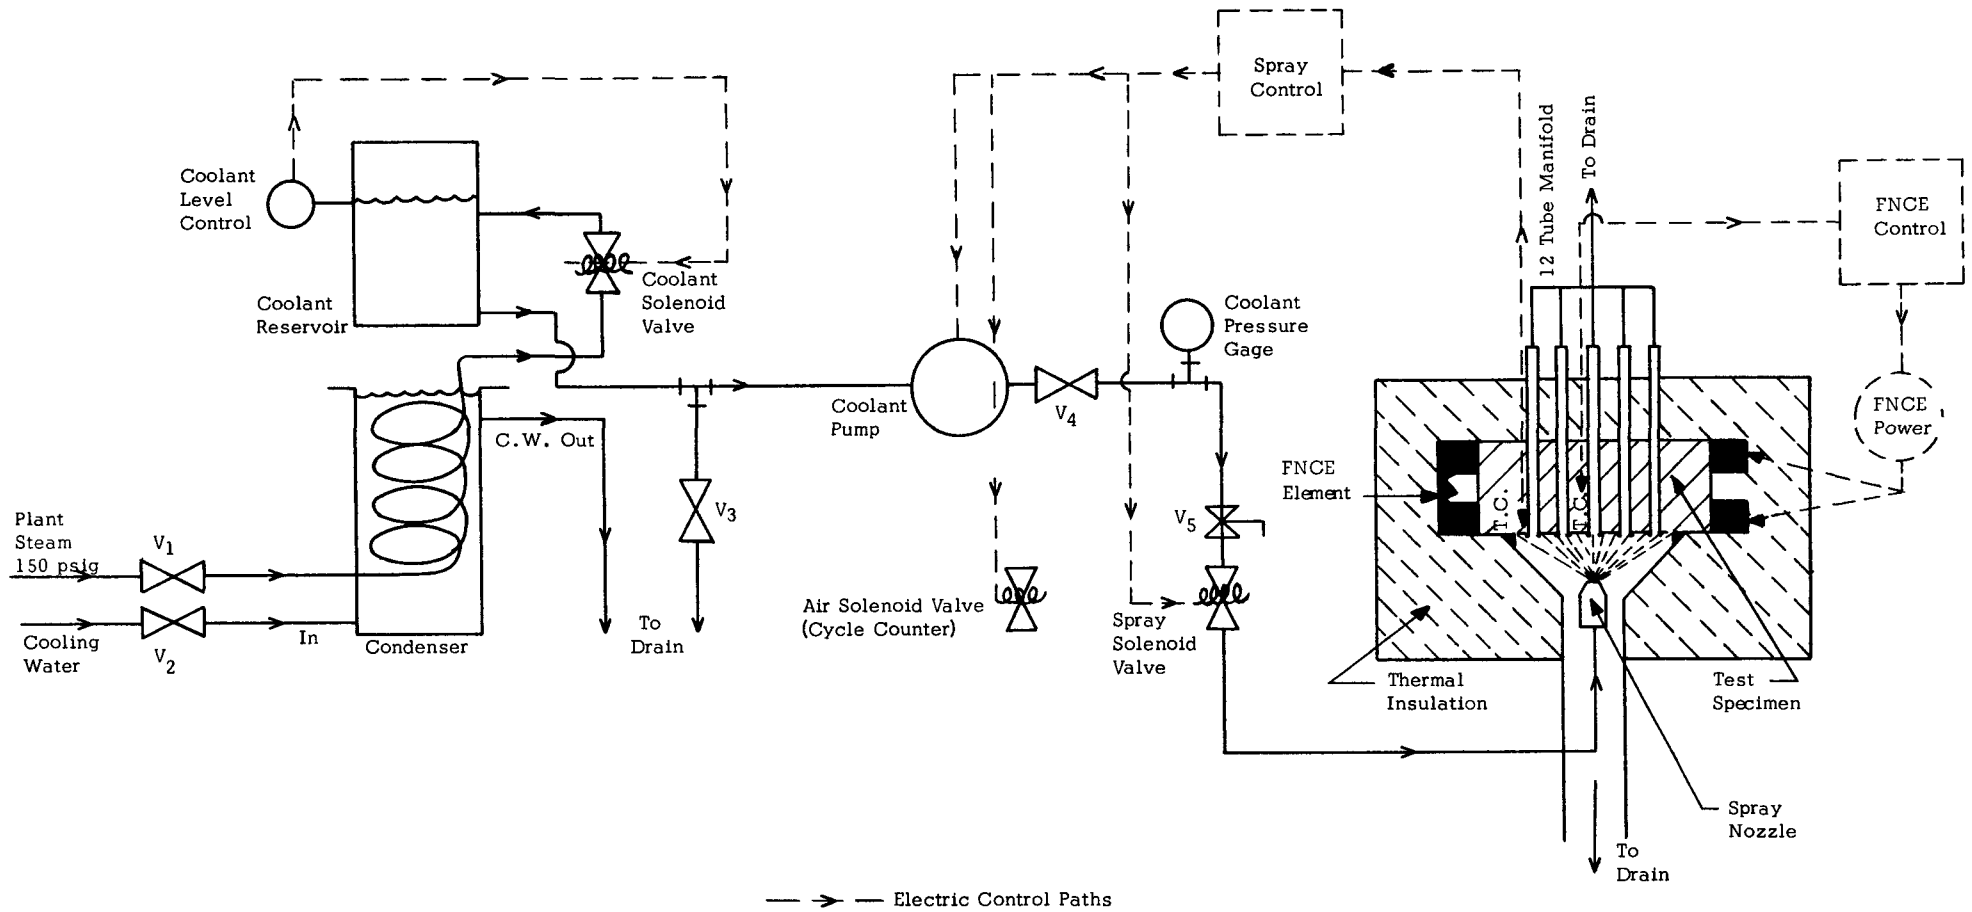 Spray
Control
12 Tube Manifold
To Drain
Coolant
Level
Control
FNCE
Control
Coolant
Reservoir
Coolant
Solenoid
Valve
Coolant
Pressure
Gage
Coolant
Pump
V4
FNCE
Power
C.W. Out
FNCE
Element
T.C.
T.C.
Plant
Steam
150 psig
V1
V3
V5
Cooling
Water
V2
In
Condenser
To
Drain
Air Solenoid Valve
(Cycle Counter)
Spray
Solenoid
Valve
Thermal
Insulation
Test
Specimen
Spray
Nozzle
To
Drain
Electric Control Paths